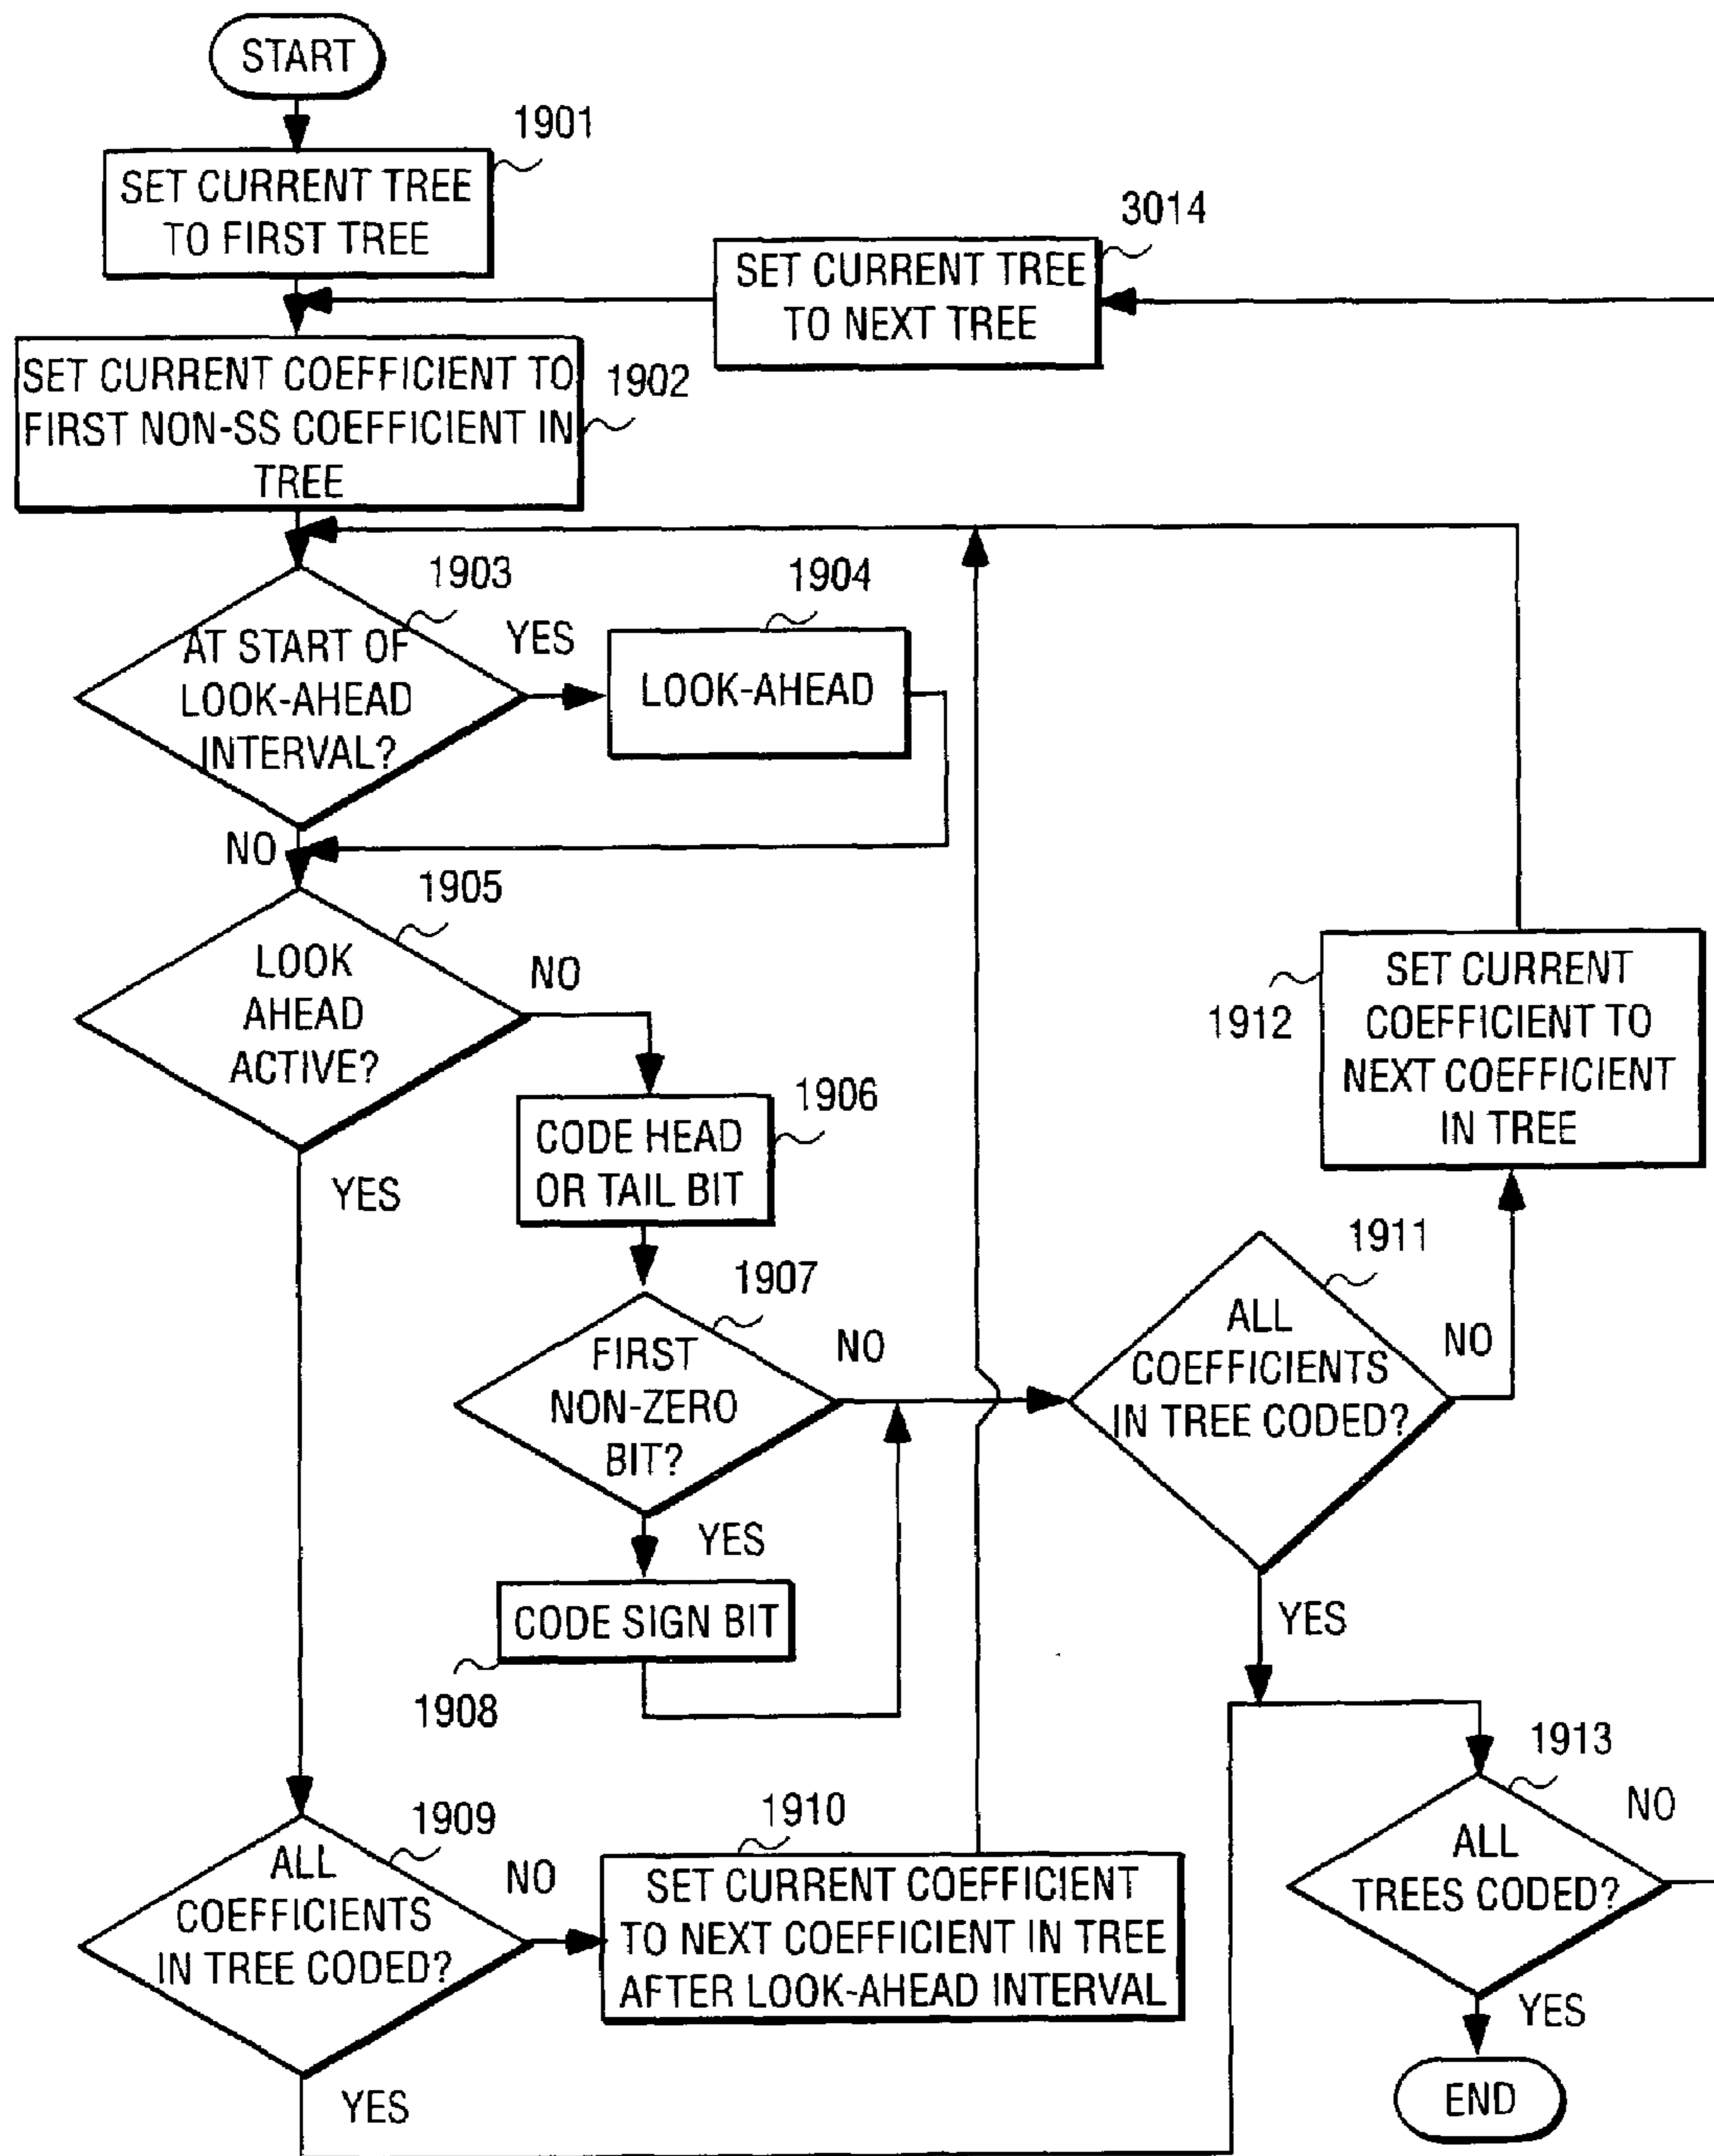 START
1901
SET CURRENT TREE
TO FIRST TREE
3014
SET CURRENT TREE
TO NEXT TREE
SET CURRENT COEFFICIENT TO
FIRST NON-SS COEFFICIENT IN
TREE
1902
1903
AT START OF
LOOK-AHEAD
INTERVAL?
YES
1904
LOOK-AHEAD
NO
1905
LOOK
AHEAD
ACTIVE?
NO
YES
1906
CODE HEAD
OR TAIL BIT
1907
FIRST
NON-ZERO
BIT?
NO
YES
CODE SIGN BIT
1908
1911
ALL
COEFFICIENTS
IN TREE CODED?
NO
YES
1912
SET CURRENT
COEFFICIENT TO
NEXT COEFFICIENT
IN TREE
1909
ALL
COEFFICIENTS
IN TREE CODED?
NO
YES
1910
SET CURRENT COEFFICIENT
TO NEXT COEFFICIENT IN TREE
AFTER LOOK-AHEAD INTERVAL
1913
ALL
TREES CODED?
NO
YES
END